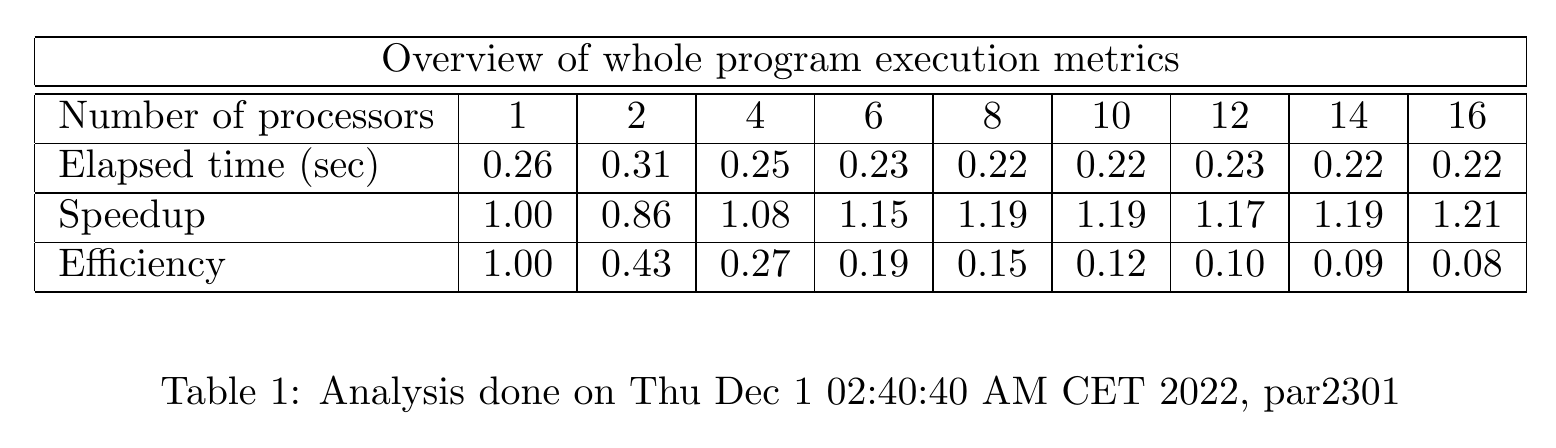 Overview of whole program execution metrics
Number of processors 1 2 4 6 8 10 12 14 16
Elapsed time (sec) 0.26 0.31 0.25 0.23 0.22 0.22 0.23 0.22 0.22
Speedup 1.00 0.86 1.08 1.15 1.19 1.19 1.17 1.19 1.21
Efficiency 1.00 0.43 0.27 0.19 0.15 0.12 0.10 0.09 0.08
Table 1: Analysis done on Thu Dec 1 02:40:40 AM CET 2022, par2301